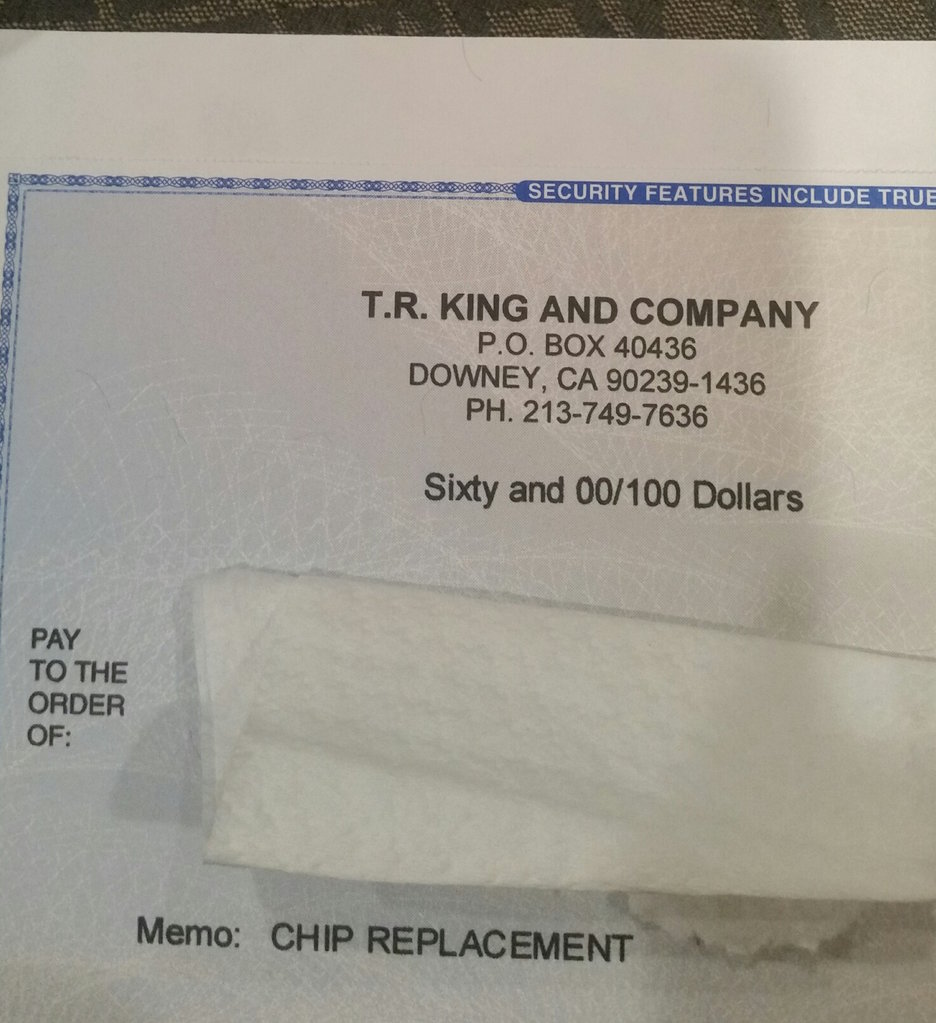 SECURITY FEATURES INCLUDE TRUE
T.R. KING AND COMPANY
P.O. BOX 40436
DOWNEY, CA 90239-1436
PH. 213-749-7636
Sixty and 00/100 Dollars
PAY
TO THE
ORDER
OF:
Memo: CHIP REPLACEMENT